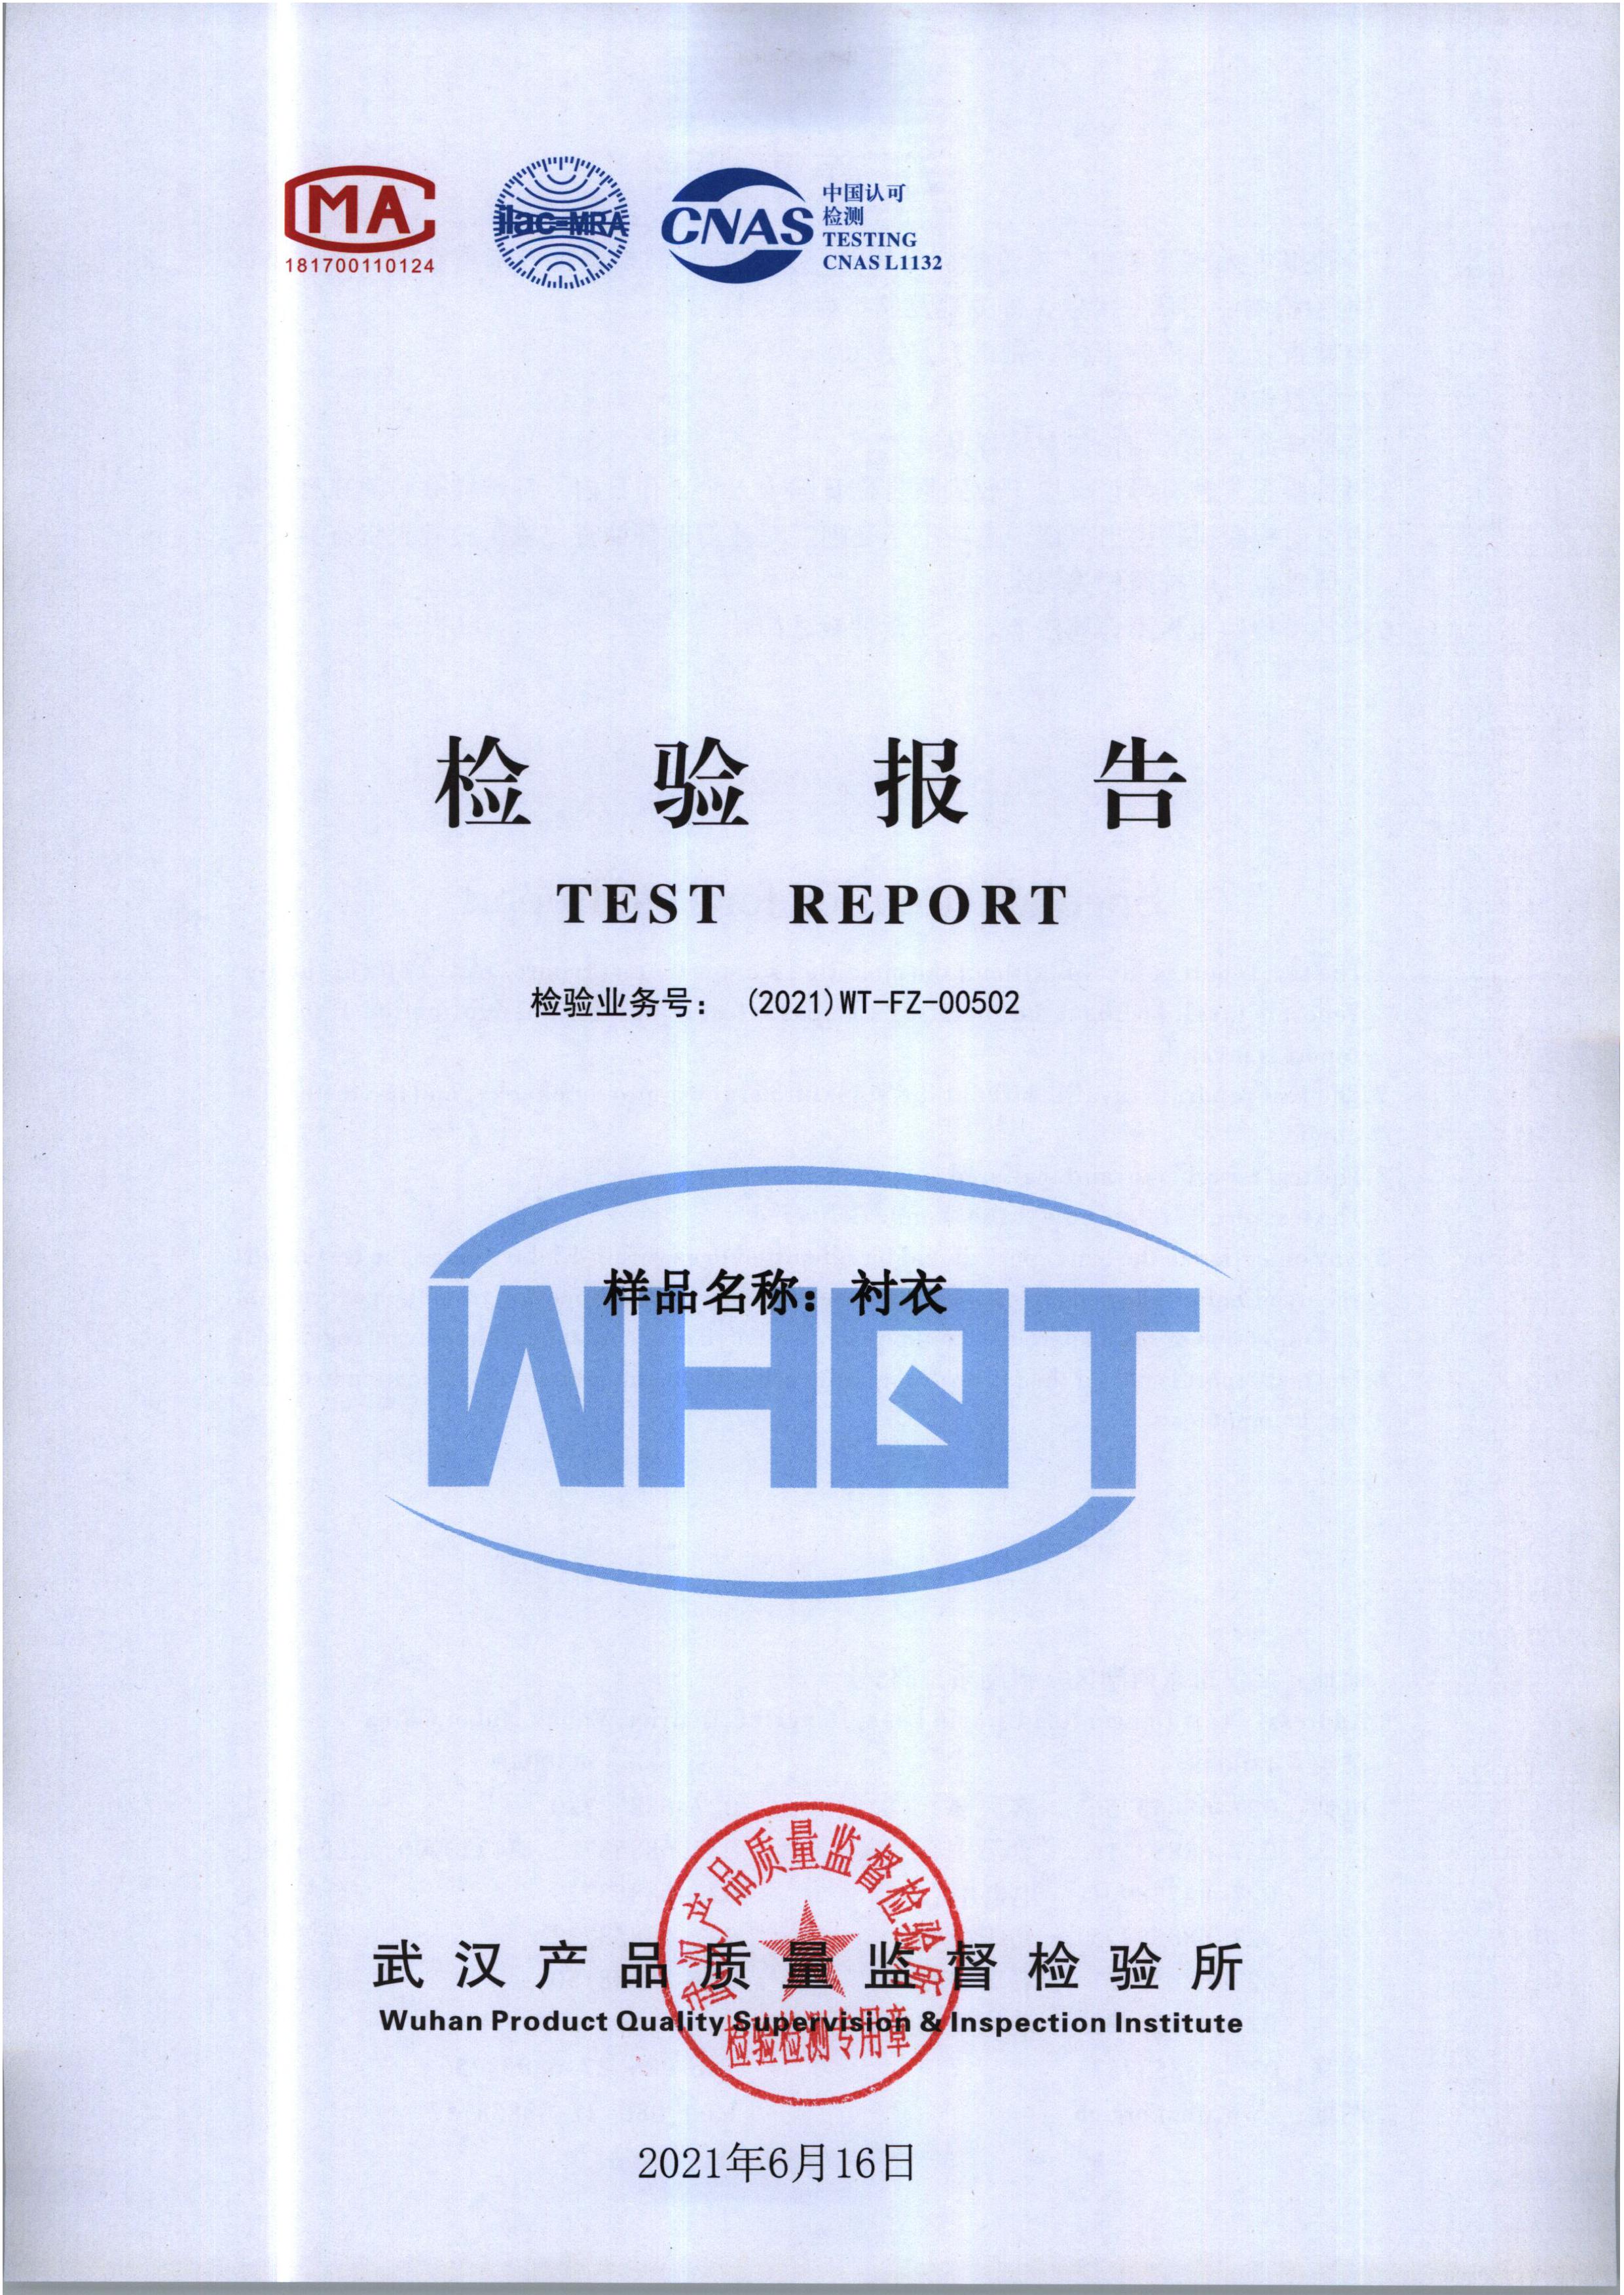 MA
181700110124
ilac-MRA
CNAS
中国认可
检测
TESTING
CNAS L1132
检验报告
TEST REPORT
检验业务号： (2021)WT-FZ-00502
样品名称：衬衣
WHQT
武汉产品质量监督检验所
武汉产品质量监督检验所
Wuhan Product Quality Supervision & Inspection Institute
检验检测专用章
2021年6月16日